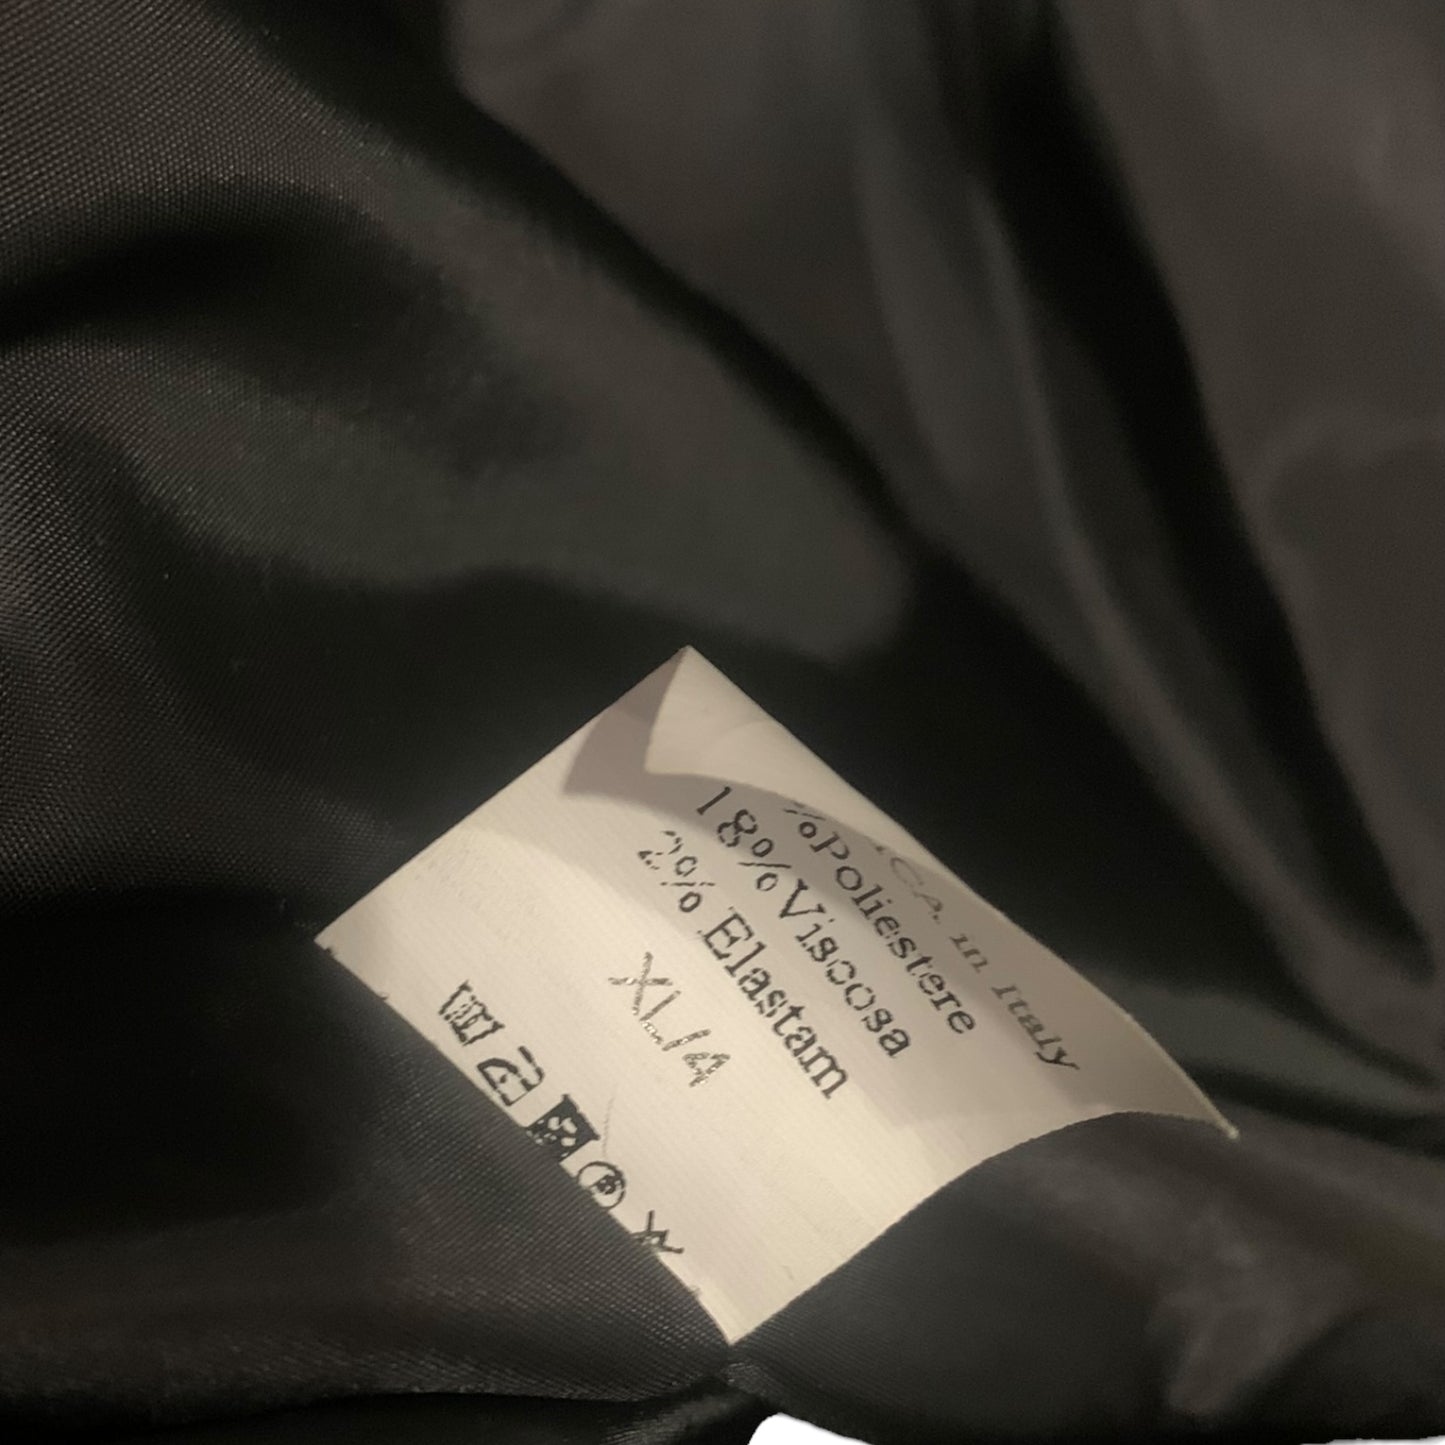 in Italy
%Poliestere
18%Viscosa
2% Elastam
XL/4